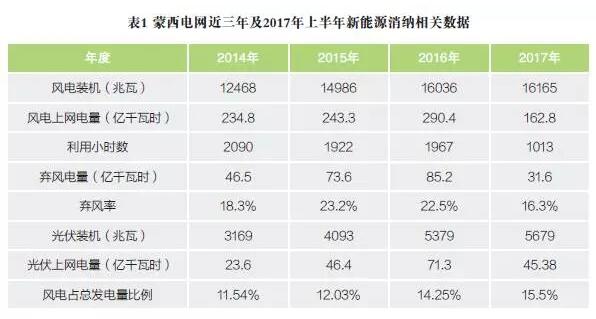 表1 蒙西电网近三年及2017年上半年新能源消纳相关数据
年度 2014年 2015年 2016年 2017年
风电装机（兆瓦） 12468 14986 16036 16165
风电上网电量（亿千瓦时） 234.8 243.3 290.4 162.8
利用小时数 2090 1922 1967 1013
弃风电量（亿千瓦时） 46.5 73.6 85.2 31.6
弃风率 18.3% 23.2% 22.5% 16.3%
光伏装机（兆瓦） 3169 4093 5379 5679
光伏上网电量（亿千瓦时） 23.6 46.4 71.3 45.38
风电占总发电量比例 11.54% 12.03% 14.25% 15.5%